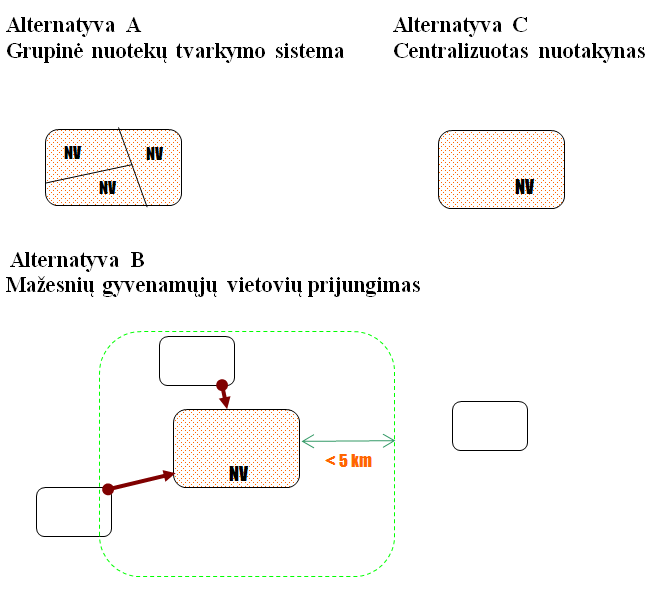 Alternatyva A
Grupinė nuotekų tvarkymo sistema
Alternatyva C
Centralizuotas nuotakynas
NV
NV
NV
NV
Alternatyva B
Mažesnių gyvenamųjų vietovių prijungimas
< 5 km
NV